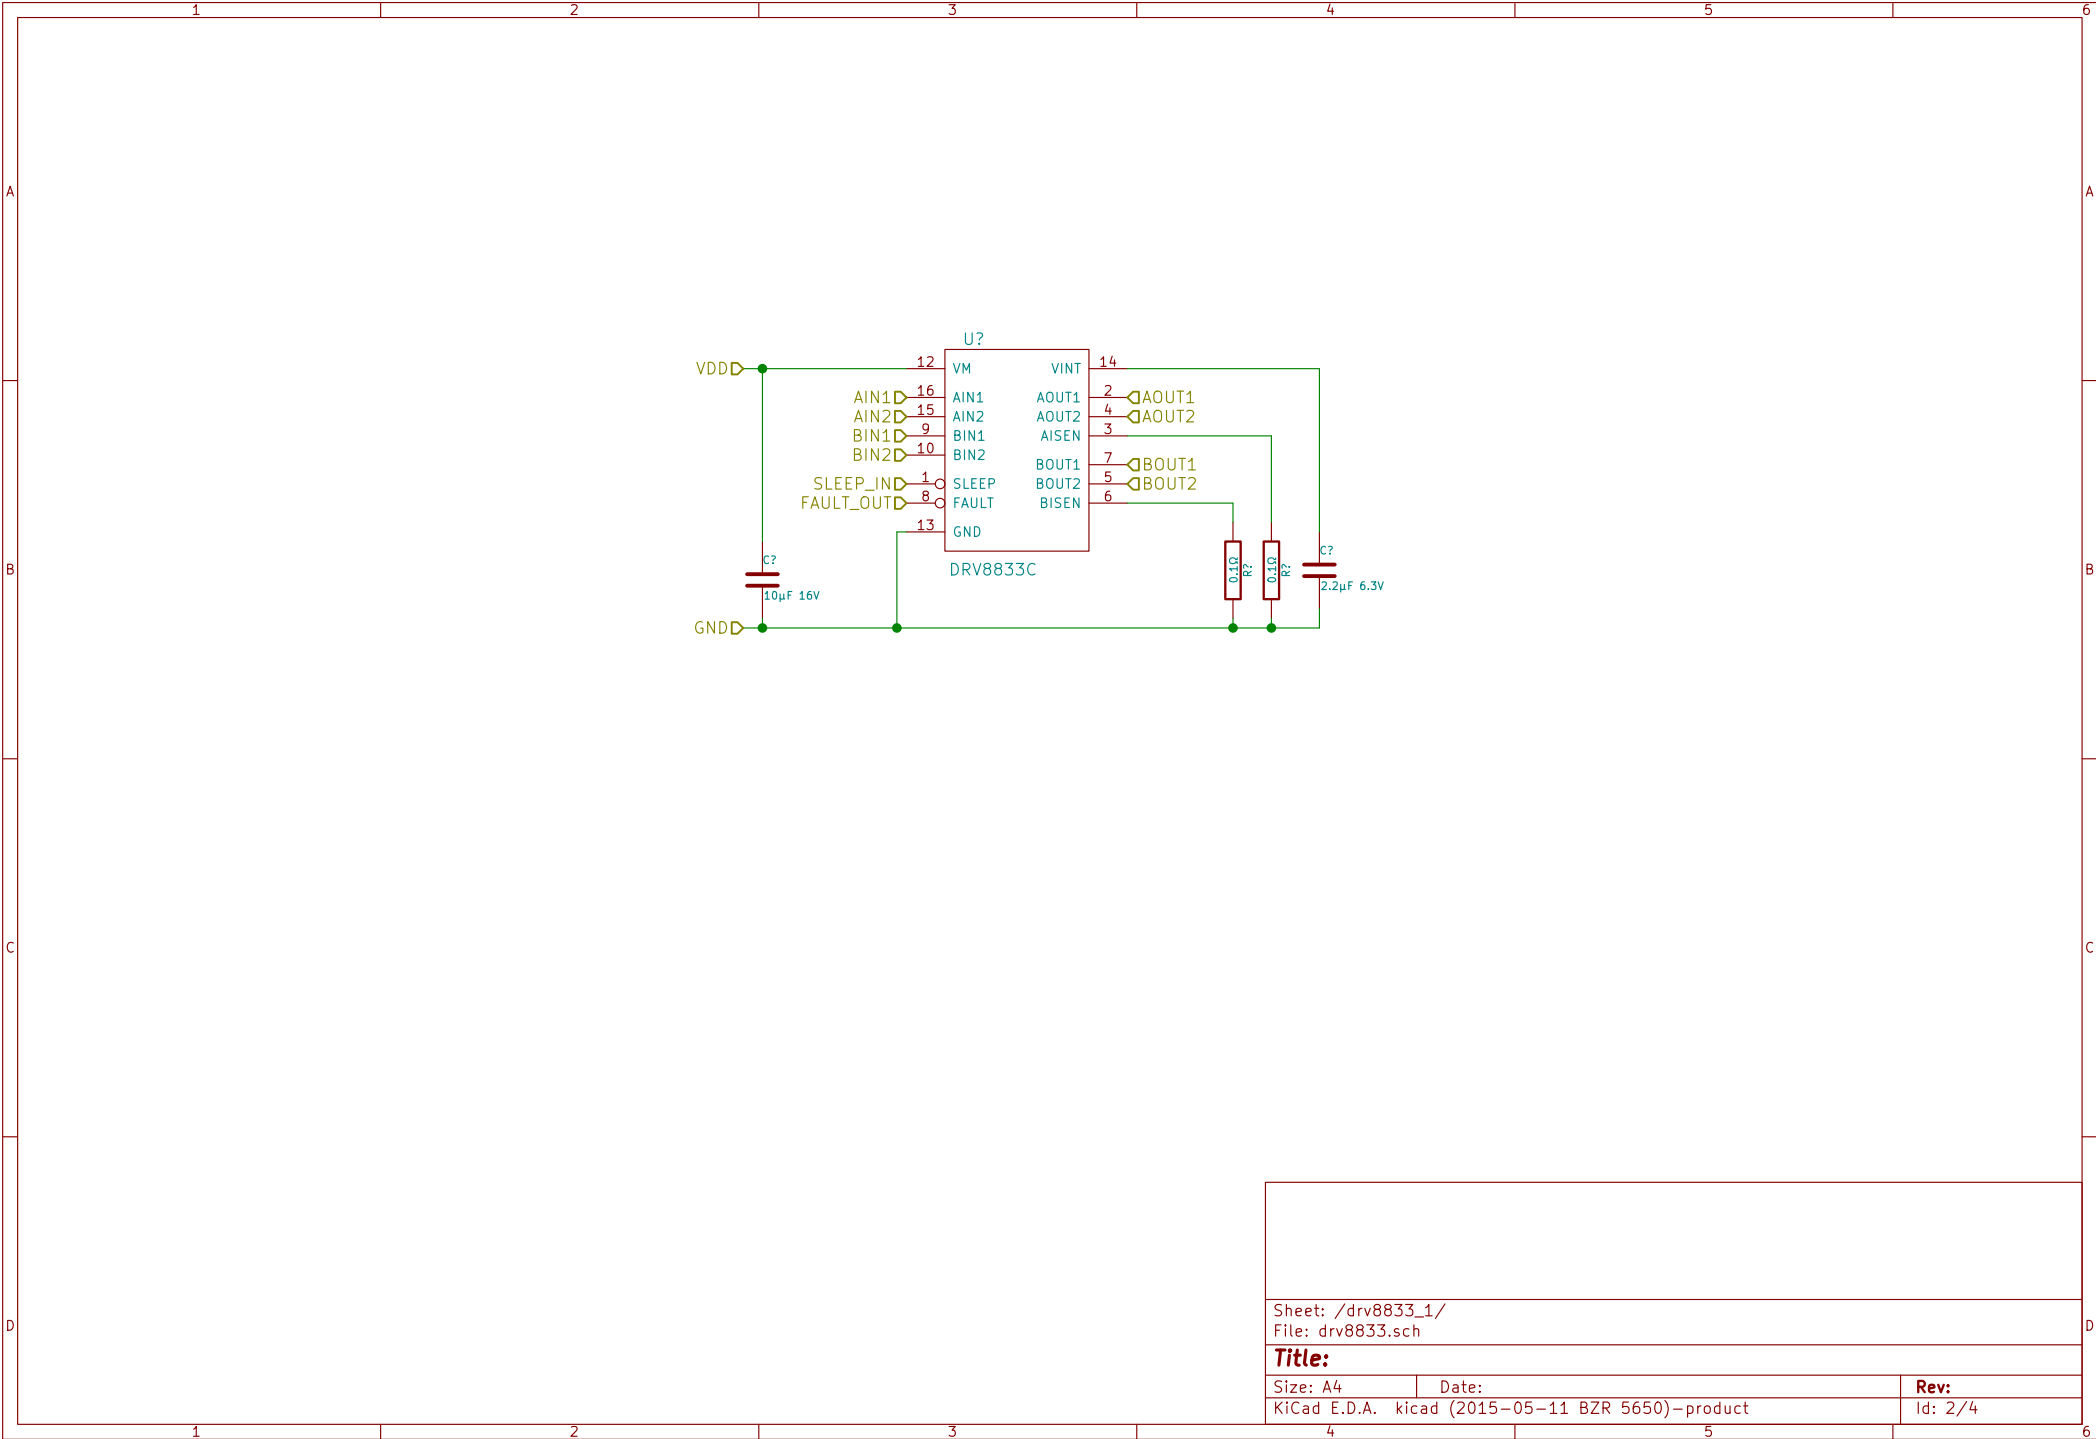 1 2 3 4 5 6
A A
U?
VDD 12 VM VINT 14
AIN1 16 AIN1 AOUT1 2 AOUT1
AIN2 15 AIN2 AOUT2 4 AOUT2
BIN1 9 BIN1 AISEN 3
BIN2 10 BIN2
BOUT1 7 BOUT1
SLEEP_IN 1 SLEEP BOUT2 5 BOUT2
FAULT_OUT 8 FAULT BISEN 6
13 GND
DRV8833C
C?
10µF 16V
0.1Ω
R?
0.1Ω
R?
C?
2.2µF 6.3V
B B
GND
C C
D D
Sheet: /drv8833_1/
File: drv8833.sch
Title:
Size: A4 Date: Rev:
KiCad E.D.A. kicad (2015-05-11 BZR 5650)-product Id: 2/4
1 2 3 4 5 6